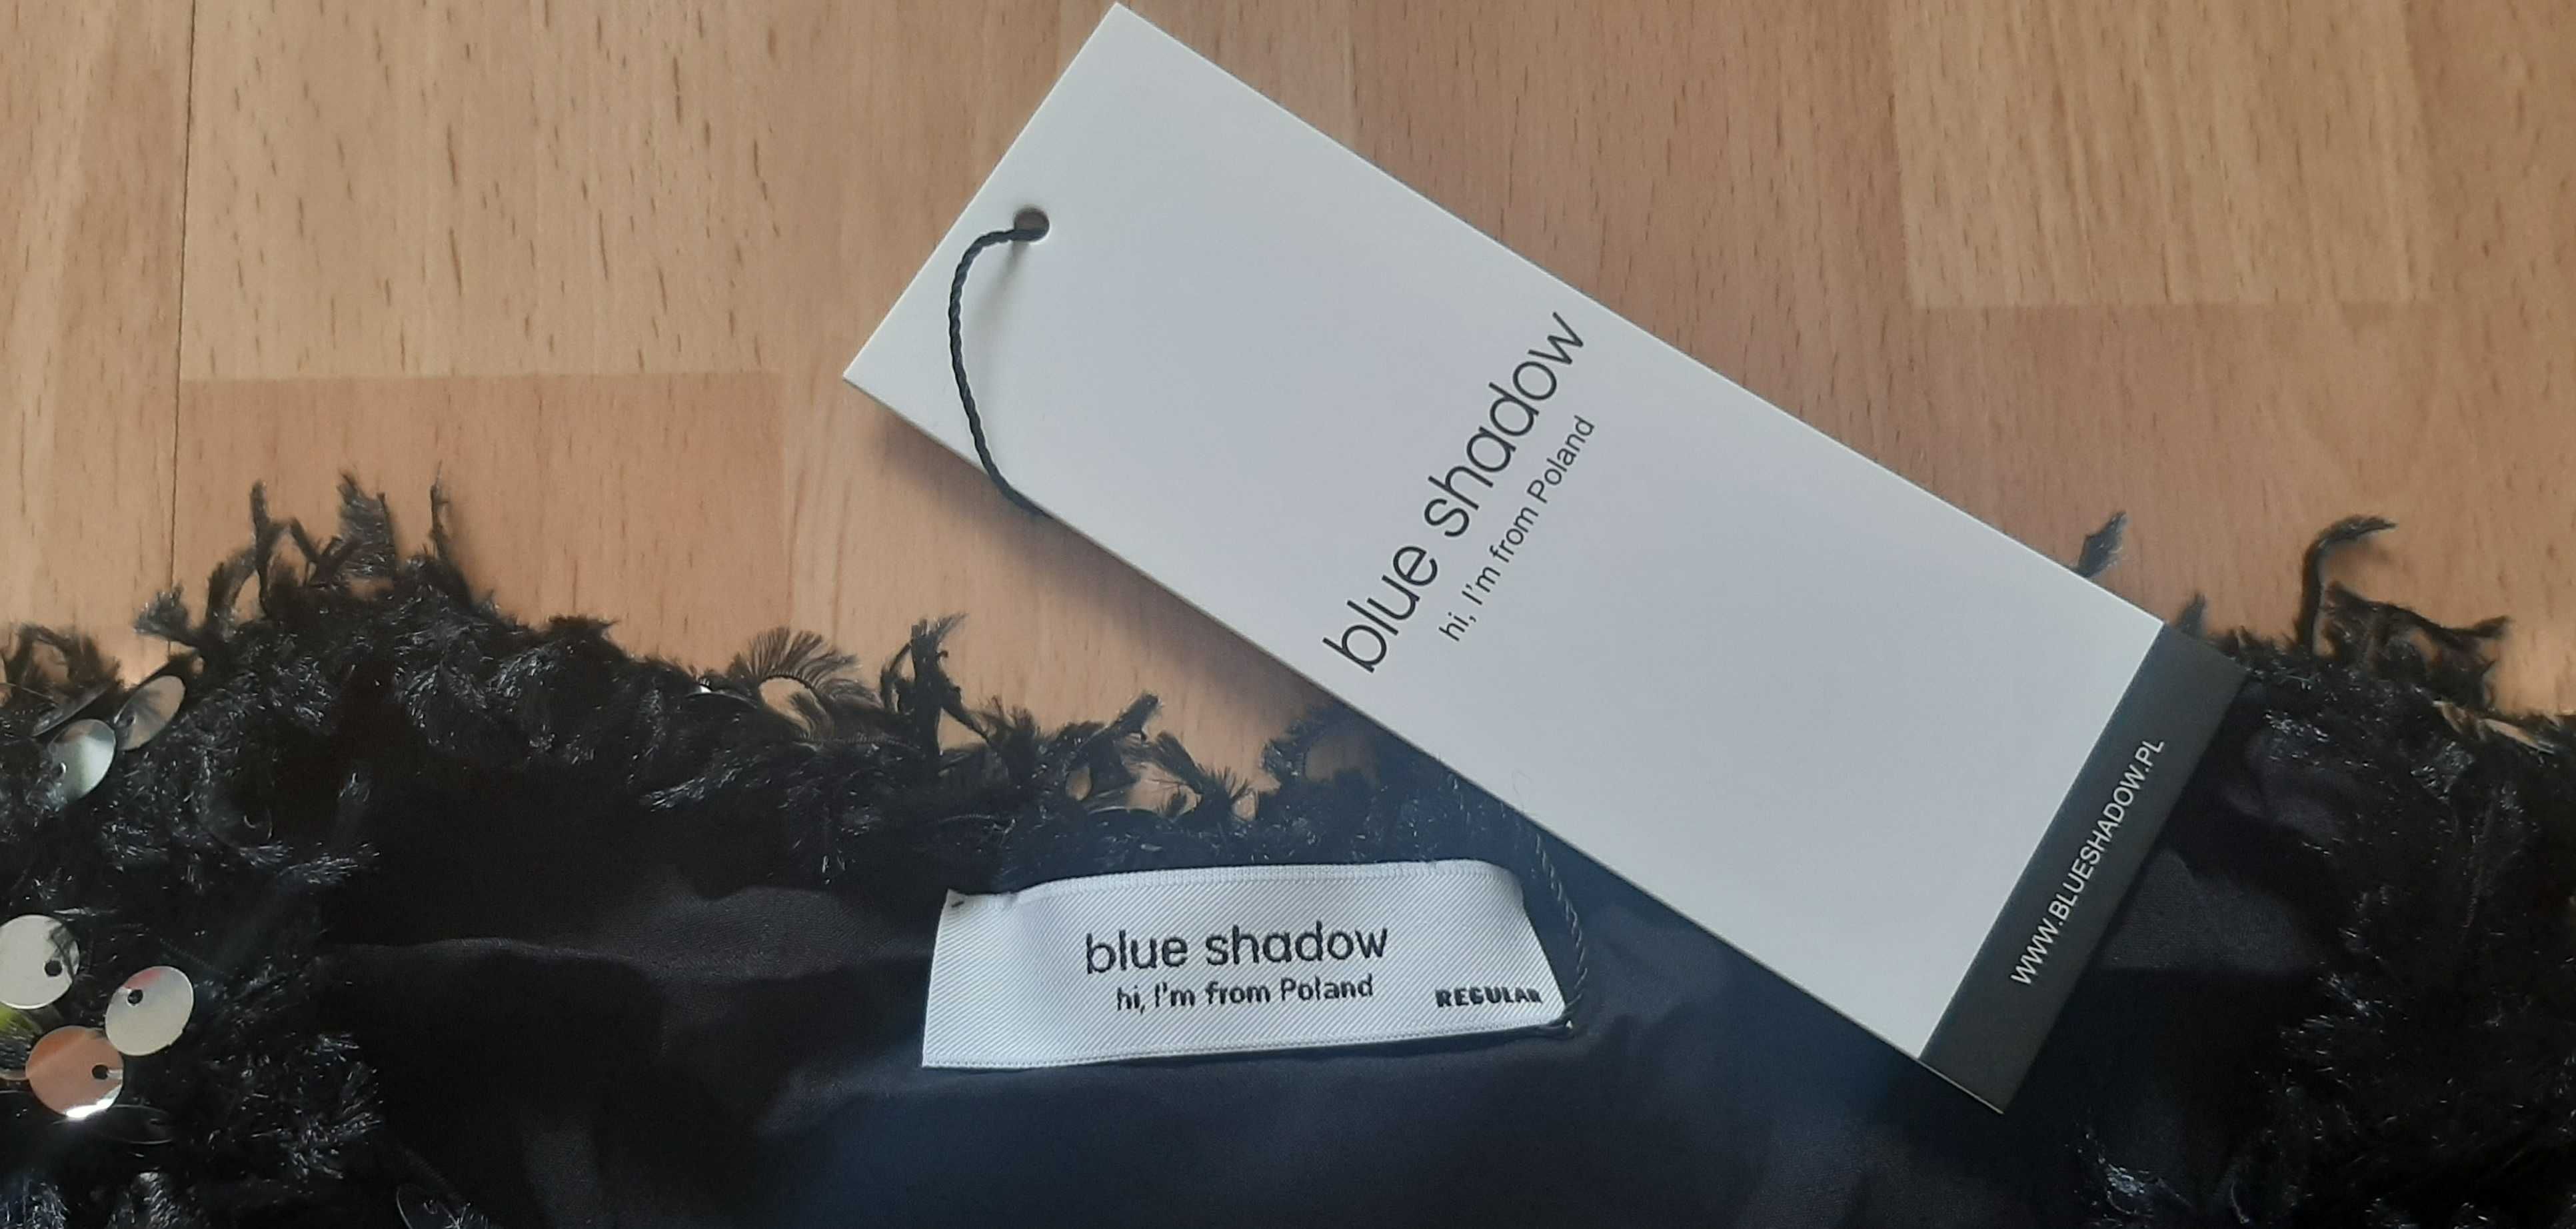 blue shadow
hi, I'm from Poland
WWW.BLUESHADOW.PL
blue shadow
hi, I'm from Poland
REGULAR